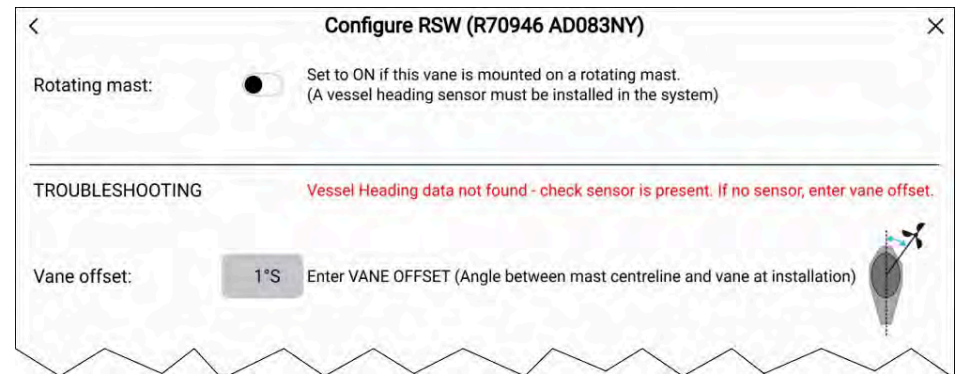 Configure RSW (R70946 AD083NY)
Rotating mast:
Set to ON if this vane is mounted on a rotating mast.
(A vessel heading sensor must be installed in the system)
TROUBLESHOOTING
Vessel Heading data not found - check sensor is present. If no sensor, enter vane offset.
Vane offset:
1°S
Enter VANE OFFSET (Angle between mast centreline and vane at installation)